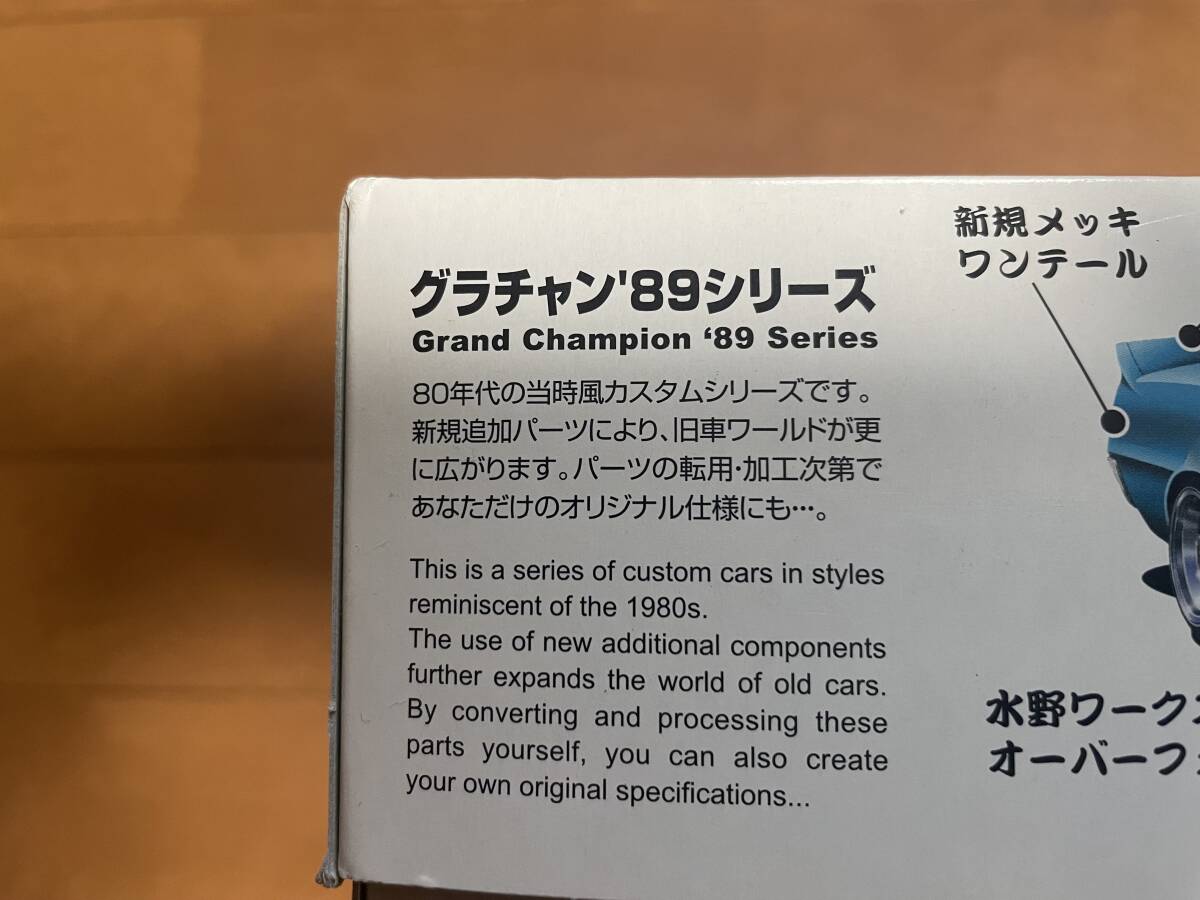 グラチャン'89シリーズ
Grand Champion ‘89 Series
80年代の当時風カスタムシリーズです。
新規追加パーツにより、旧車ワールドが更
に広がります。パーツの転用・加工次第で
あなただけのオリジナル仕様にも…。
This is a series of custom cars in styles
reminiscent of the 1980s.
The use of new additional components
further expands the world of old cars.
By converting and processing these
parts yourself, you can also create
your own original specifications...
新規メッキ
ワンテール
水野ワーク
オーバーフ